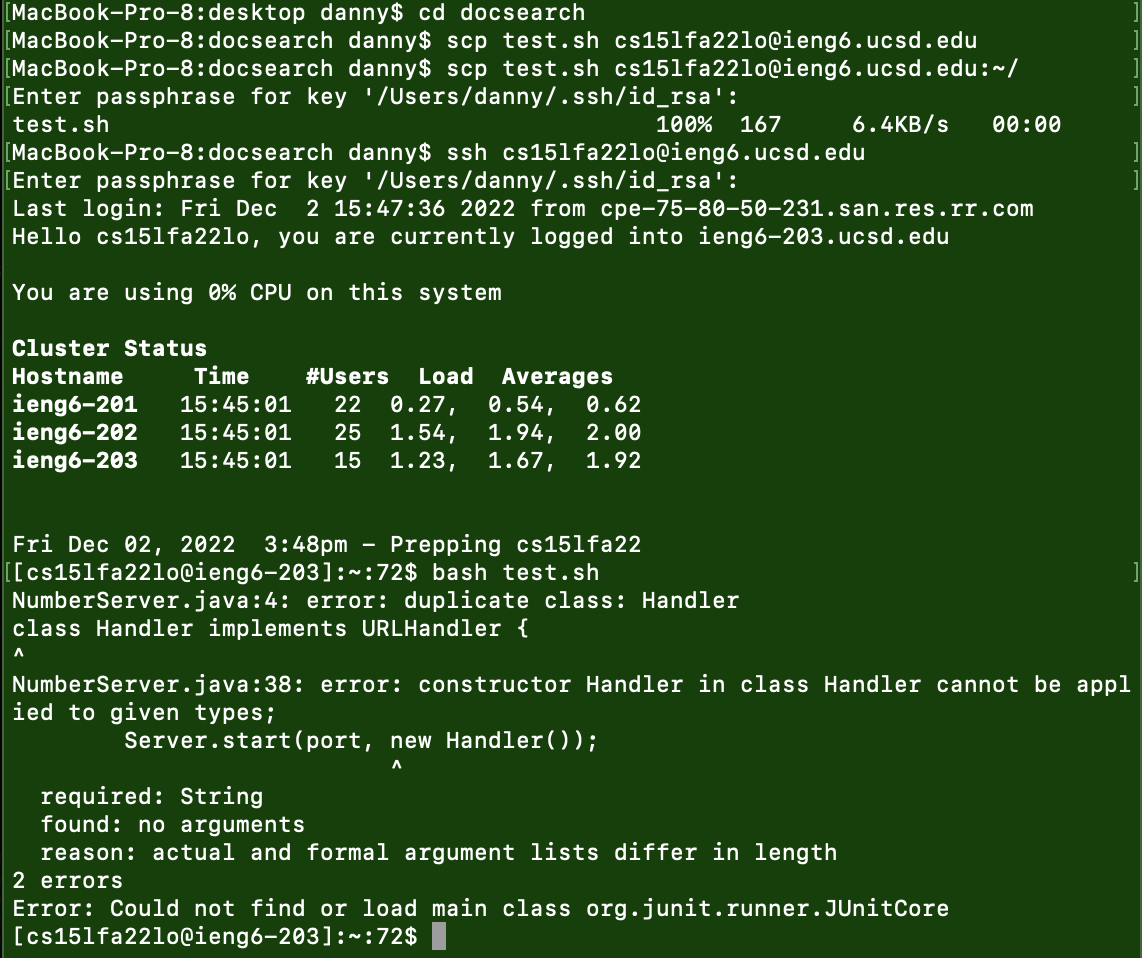 [MacBook-Pro-8:desktop danny$ cd docsearch ]
[MacBook-Pro-8:docsearch danny$ scp test.sh cs15lfa22lo@ieng6.ucsd.edu ]
[MacBook-Pro-8:docsearch danny$ scp test.sh cs15lfa22lo@ieng6.ucsd.edu:~/ ]
[Enter passphrase for key '/Users/danny/.ssh/id_rsa': ]
test.sh 100% 167 6.4KB/s 00:00
[MacBook-Pro-8:docsearch danny$ ssh cs15lfa22lo@ieng6.ucsd.edu ]
[Enter passphrase for key '/Users/danny/.ssh/id_rsa': ]
Last login: Fri Dec  2 15:47:36 2022 from cpe-75-80-50-231.san.res.rr.com
Hello cs15lfa22lo, you are currently logged into ieng6-203.ucsd.edu
You are using 0% CPU on this system
Cluster Status
Hostname Time #Users Load Averages
ieng6-201 15:45:01 22 0.27, 0.54, 0.62
ieng6-202 15:45:01 25 1.54, 1.94, 2.00
ieng6-203 15:45:01 15 1.23, 1.67, 1.92
Fri Dec 02, 2022  3:48pm - Prepping cs15lfa22
[[cs15lfa22lo@ieng6-203]:~:72$ bash test.sh ]
NumberServer.java:4: error: duplicate class: Handler
class Handler implements URLHandler {
^
NumberServer.java:38: error: constructor Handler in class Handler cannot be appl
ied to given types;
        Server.start(port, new Handler());
                           ^
  required: String
  found: no arguments
  reason: actual and formal argument lists differ in length
2 errors
Error: Could not find or load main class org.junit.runner.JUnitCore
[cs15lfa22lo@ieng6-203]:~:72$